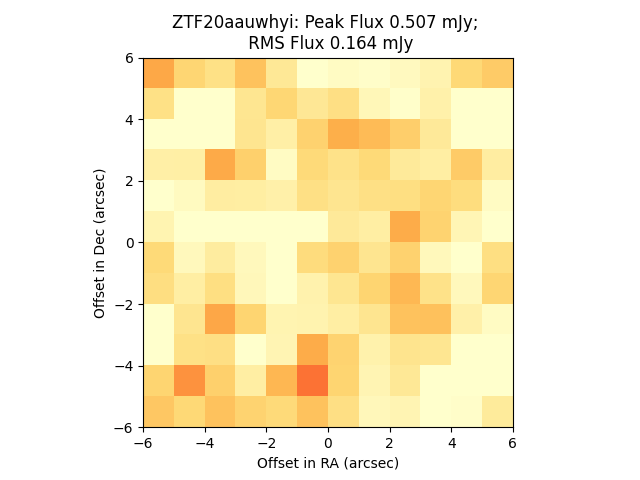 ZTF20aauwhyi: Peak Flux 0.507 mJy;
RMS Flux 0.164 mJy
6
4
2
0
−2
−4
−6
Offset in Dec (arcsec)
−6 −4 −2 0 2 4 6
Offset in RA (arcsec)